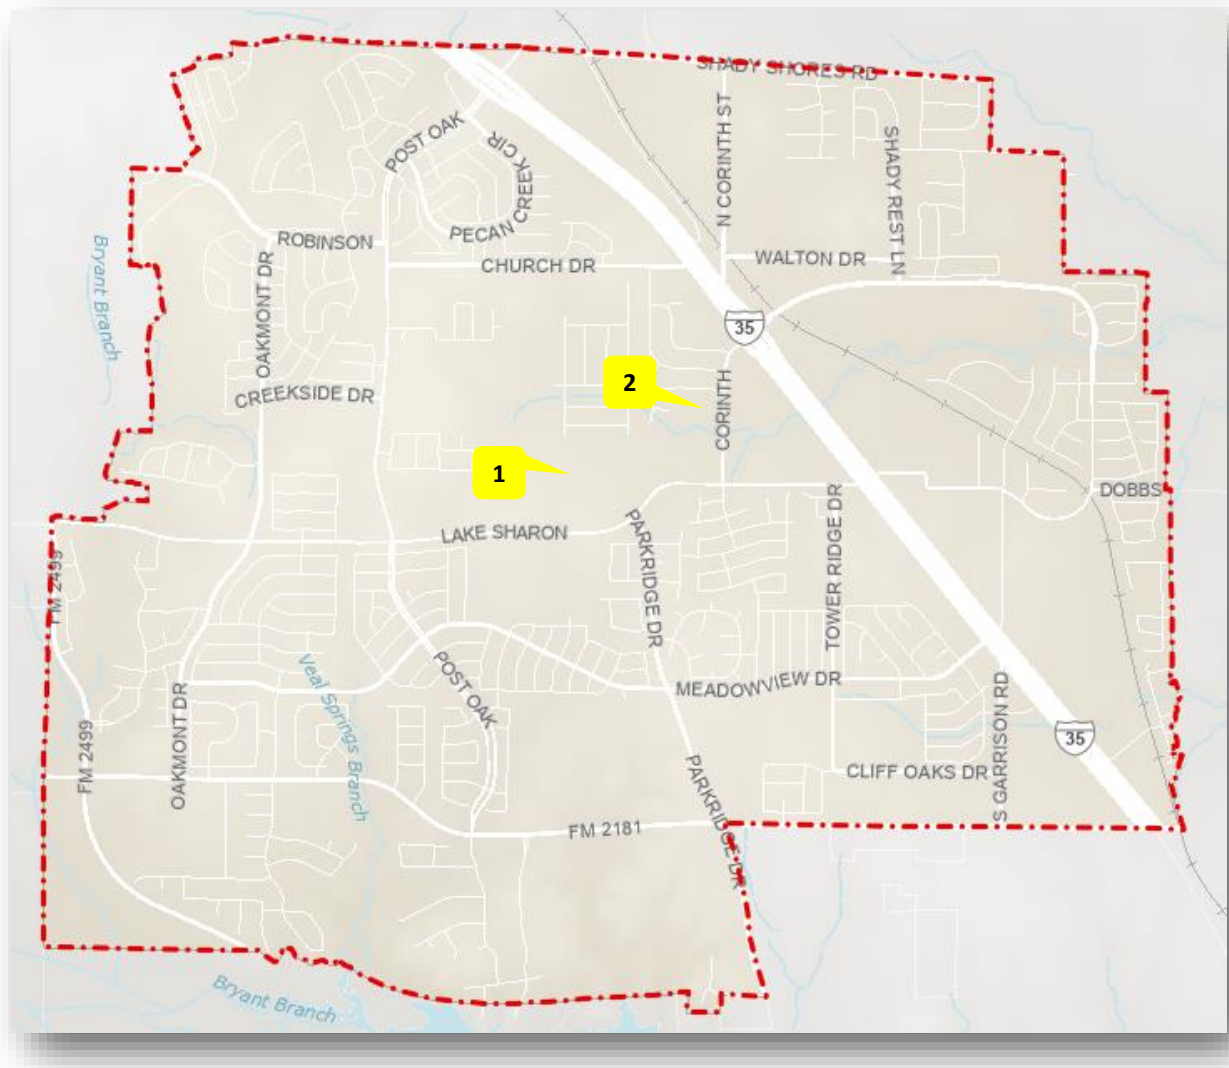 SHADY SHORES RD
POST OAK
PECAN CREEK CIR
N CORINTH ST
SHADY REST LN
ROBINSON
CHURCH DR
WALTON DR
Bryant Branch
OAKMONT DR
35
2
CREEKSIDE DR
CORINTH
1
DOBBS
LAKE SHARON
PARKRIDGE DR
TOWER RIDGE DR
FM 2499
Veal Springs Branch
POST OAK
MEADOWVIEW DR
S GARRISON RD
35
FM 2499
OAKMONT DR
CLIFF OAKS DR
PARKRIDGE DR
FM 2181
Bryant Branch